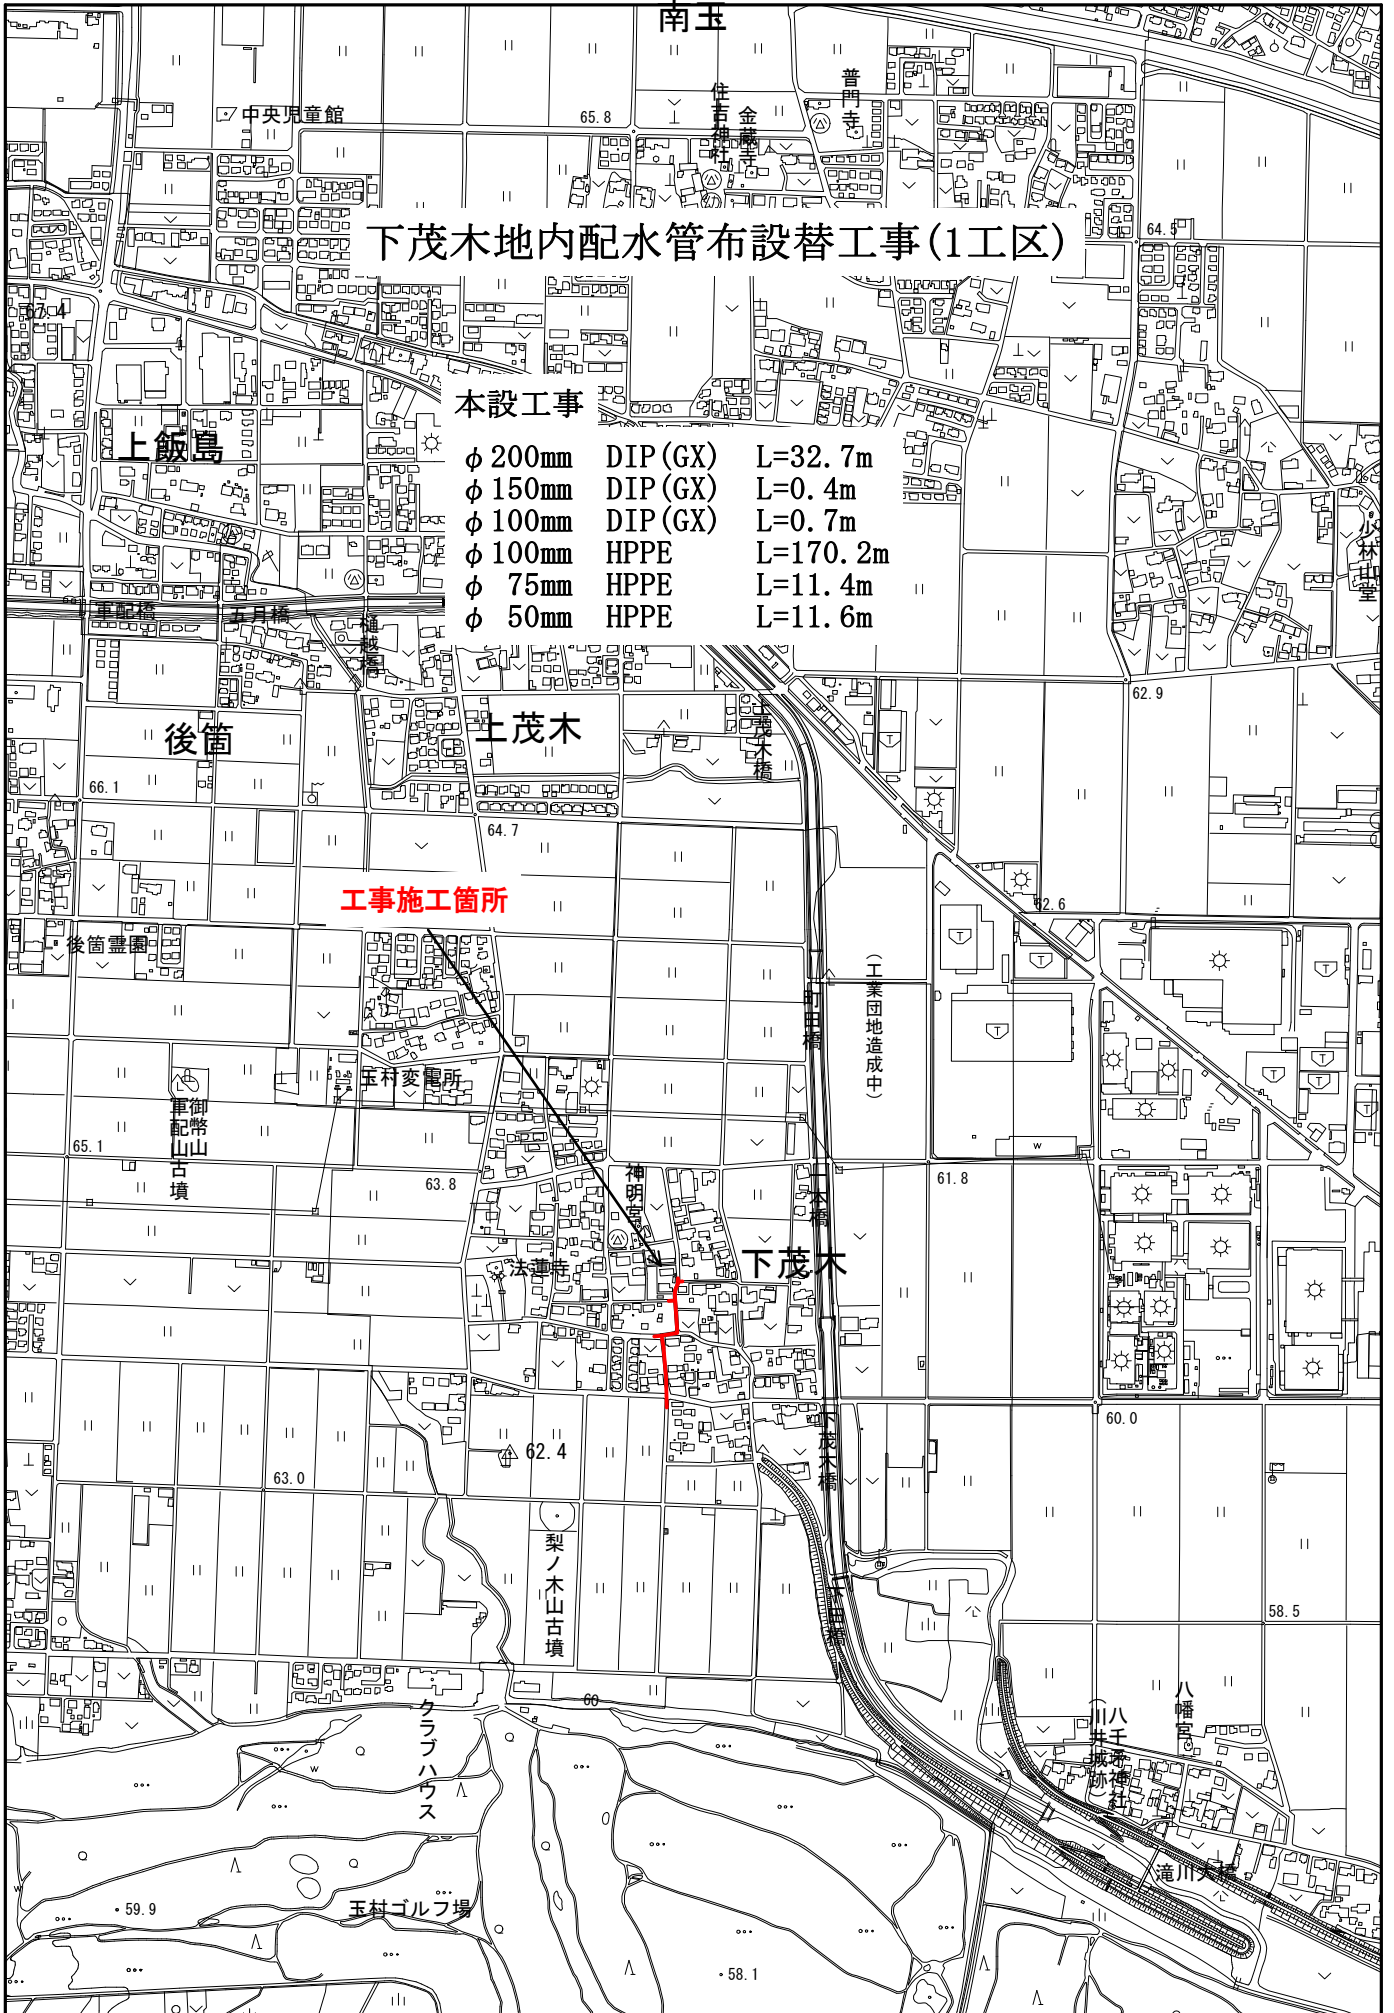 南玉
中央児童館
65.8
住吉神社
金蔵寺
普門寺
下茂木地内配水管布設替工事(1工区)
64.5
67.4
本設工事
上飯島
φ200mm DIP(GX) L=32.7m
φ150mm DIP(GX) L=0.4m
φ100mm DIP(GX) L=0.7m
φ100mm HPPE L=170.2m
φ 75mm HPPE L=11.4m
φ 50mm HPPE L=11.6m
少林山堂
軍配橋
五月橋
樋越橋
62.9
後箇
上茂木
上茂木橋
66.1
64.7
工事施工箇所
62.6
後箇霊園
町田橋
(工業団地造成中)
玉村変電所
御幣山
軍配山古墳
65.1
63.8
神明宮
一本橋
61.8
法蓮寺
下茂木
60.0
下茂木橋
62.4
63.0
梨ノ木山古墳
下田橋
58.5
60
クラブハウス
八幡宮
八千矛神社
(川井城跡)
滝川大橋
玉村ゴルフ場
59.9
58.1